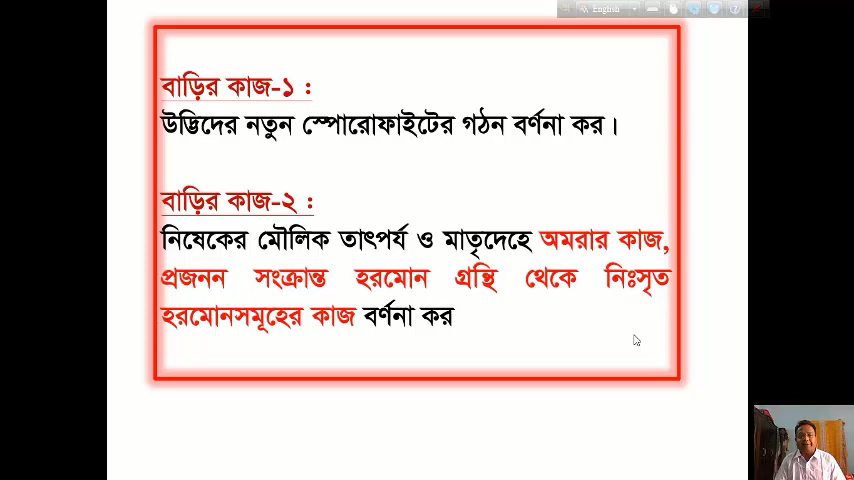 English
বাড়ির কাজ-১ :
উদ্ভিদের নতুন স্পোরোফাইটের গঠন বর্ণনা কর।
বাড়ির কাজ-২ :
নিষেকের মৌলিক তাৎপর্য ও মাতৃদেহে অমরার কাজ,
প্রজনন সংক্রান্ত হরমোন গ্রন্থি থেকে নিঃসৃত
হরমোনসমূহের কাজ বর্ণনা কর